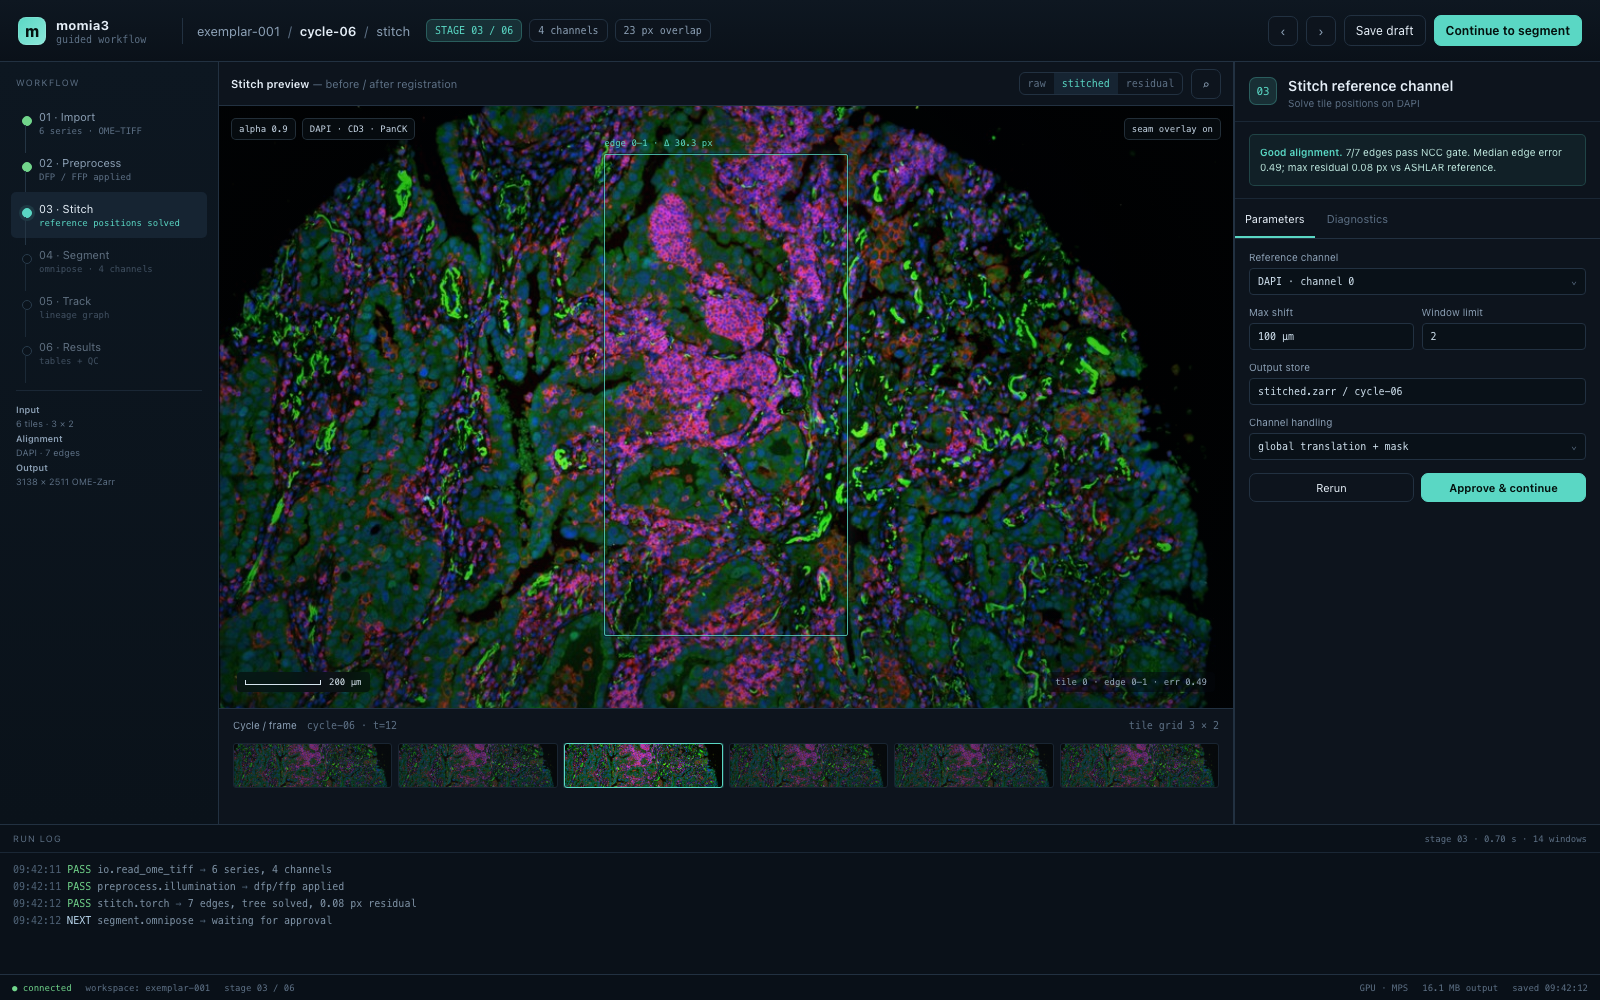 m
momia3
guided workflow
exemplar-001 / cycle-06 / stitch
STAGE 03 / 06
4 channels
23 px overlap
‹
›
Save draft
Continue to segment
WORKFLOW
01 · Import
6 series · OME-TIFF
02 · Preprocess
DFP / FFP applied
03 · Stitch
reference positions solved
04 · Segment
omnipose · 4 channels
05 · Track
lineage graph
06 · Results
tables + QC
Input
6 tiles · 3 × 2
Alignment
DAPI · 7 edges
Output
3138 × 2511 OME-Zarr
Stitch preview — before / after registration
raw
stitched
residual
alpha 0.9
DAPI · CD3 · PanCK
seam overlay on
edge 0–1 · Δ 30.3 px
200 µm
tile 0 · edge 0–1 · err 0.49
Cycle / frame cycle-06 · t=12
tile grid 3 × 2
03
Stitch reference channel
Solve tile positions on DAPI
Good alignment. 7/7 edges pass NCC gate. Median edge error
0.49; max residual 0.08 px vs ASHLAR reference.
Parameters
Diagnostics
Reference channel
DAPI · channel 0
Max shift
Window limit
100 µm
2
Output store
stitched.zarr / cycle-06
Channel handling
global translation + mask
Rerun
Approve & continue
RUN LOG
stage 03 · 0.70 s · 14 windows
09:42:11 PASS io.read_ome_tiff → 6 series, 4 channels
09:42:11 PASS preprocess.illumination → dfp/ffp applied
09:42:12 PASS stitch.torch → 7 edges, tree solved, 0.08 px residual
09:42:12 NEXT segment.omnipose → waiting for approval
● connected
workspace: exemplar-001
stage 03 / 06
GPU · MPS
16.1 MB output
saved 09:42:12